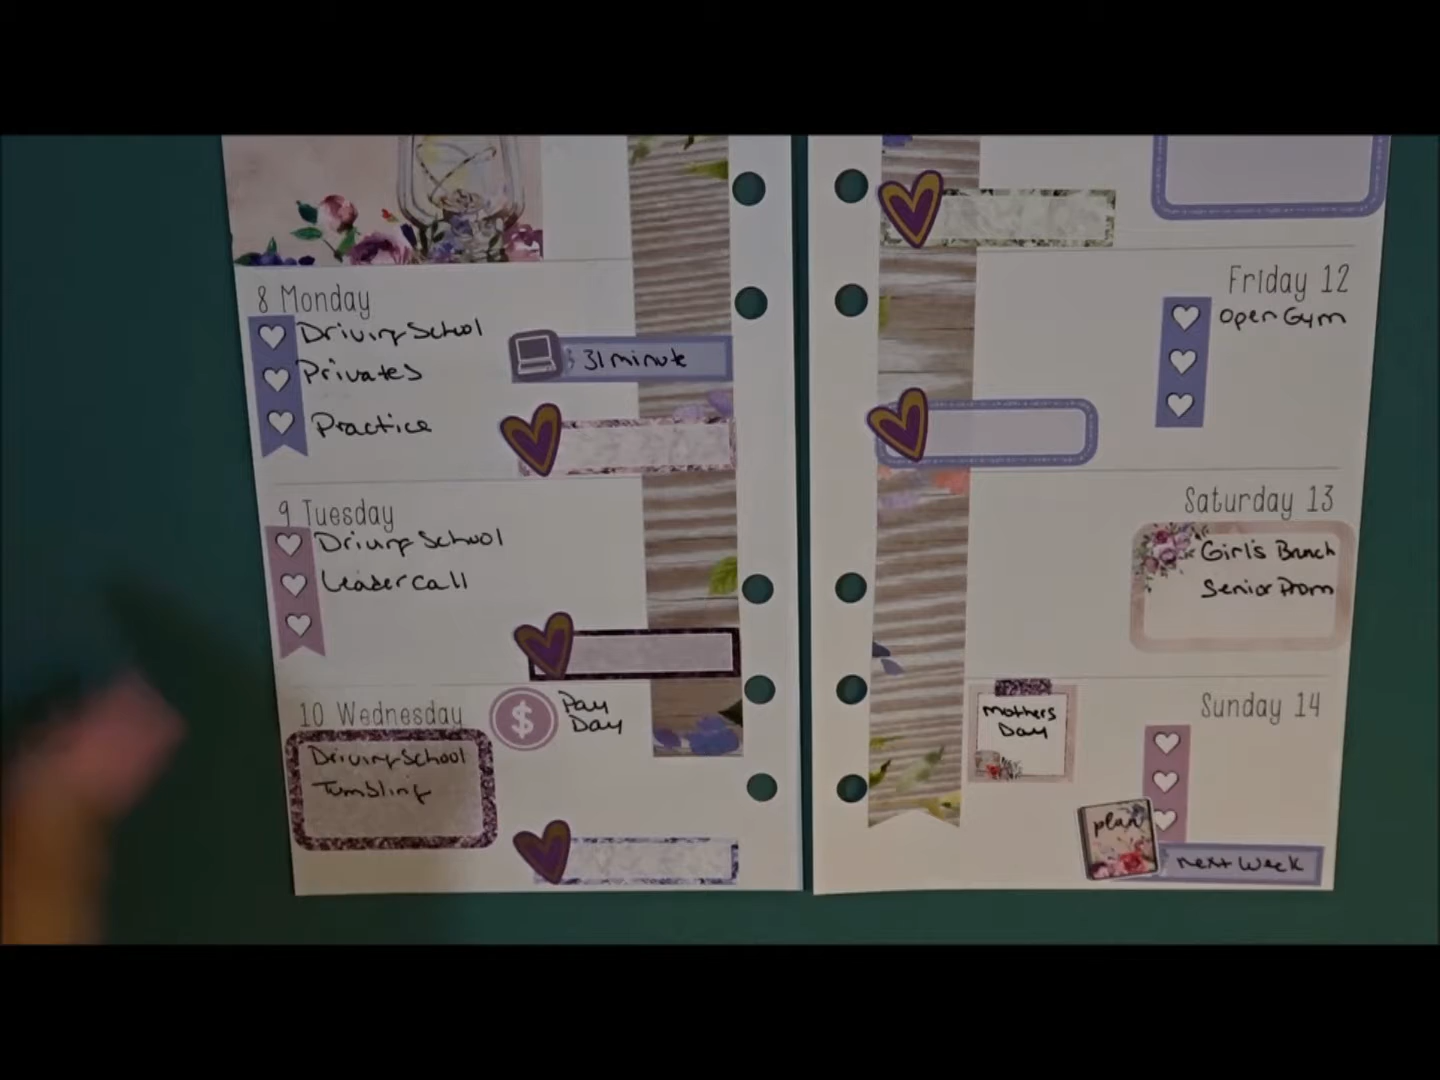 8 Monday
Driving School
Privates
Practice
31 minute
9 Tuesday
Driving School
Leader Call
10 Wednesday
Pay
Day
Driving School
Tumbling
Friday 12
Open Gym
Saturday 13
Girl's Brunch
Senior Prom
Sunday 14
Mothers
Day
plan
next week